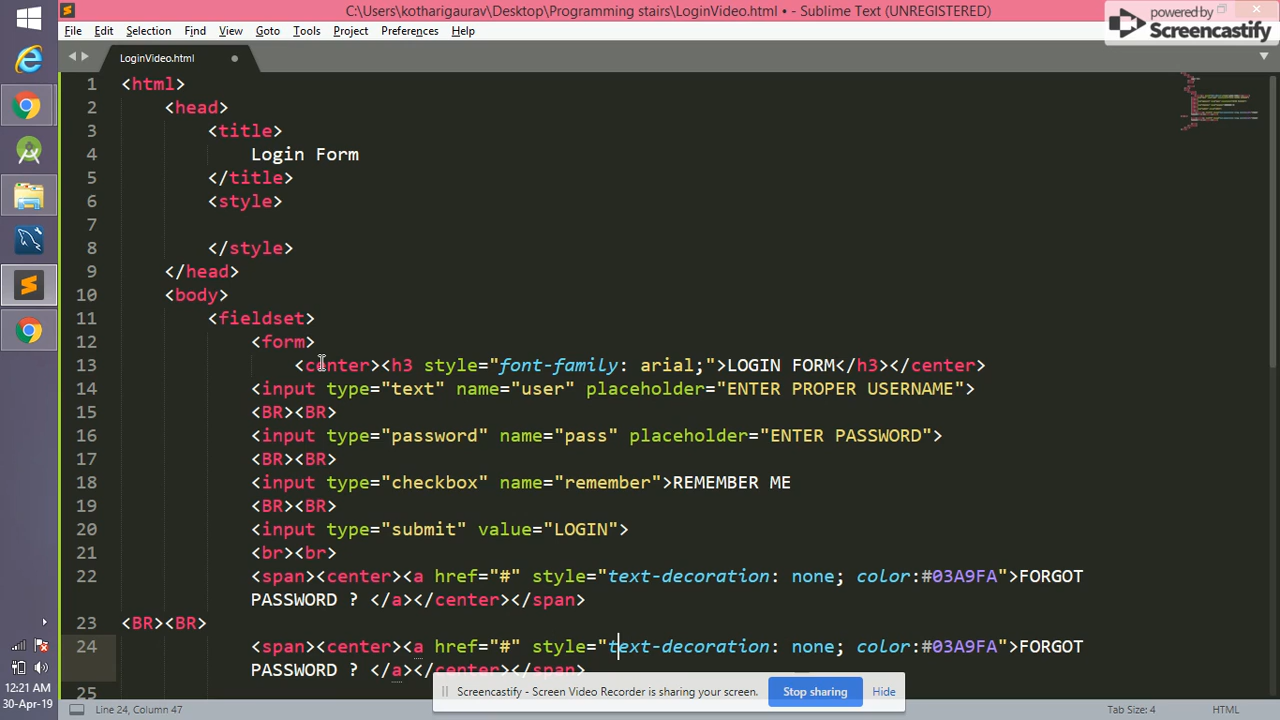 C:\Users\kotharigaurav\Desktop\Programming stairs\LoginVideo.html • - Sublime Text (UNREGISTERED)
powered by
Screencastify
File Edit Selection Find View Goto Tools Project Preferences Help
LoginVideo.html
1 <html>
2 <head>
3 <title>
4 Login Form
5 </title>
6 <style>
7
8 </style>
9 </head>
10 <body>
11 <fieldset>
12 <form>
13 <center><h3 style="font-family: arial;">LOGIN FORM</h3></center>
14 <input type="text" name="user" placeholder="ENTER PROPER USERNAME">
15 <BR><BR>
16 <input type="password" name="pass" placeholder="ENTER PASSWORD">
17 <BR><BR>
18 <input type="checkbox" name="remember">REMEMBER ME
19 <BR><BR>
20 <input type="submit" value="LOGIN">
21 <br><br>
22 <span><center><a href="#" style="text-decoration: none; color:#03A9FA">FORGOT
PASSWORD ? </a></center></span>
23 <BR><BR>
24 <span><center><a href="#" style="text-decoration: none; color:#03A9FA">FORGOT
PASSWORD ? </a></center></span>
25
Screencastify - Screen Video Recorder is sharing your screen. Stop sharing Hide
12:21 AM
30-Apr-19
Line 24, Column 47 Tab Size: 4 HTML